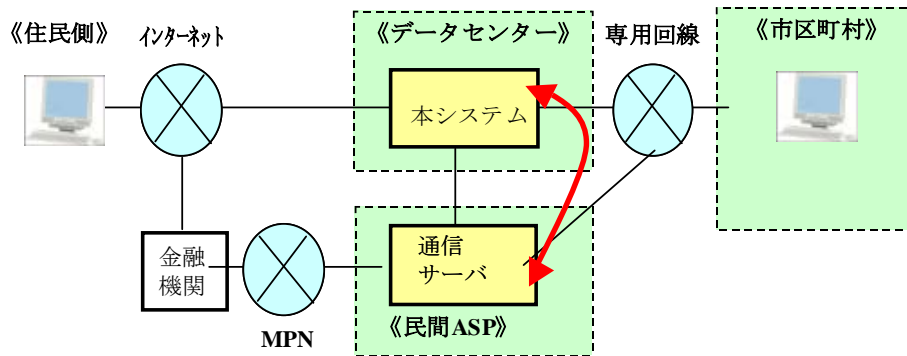 《住民側》
インターネット
《データセンター》
専用回線
《市区町村》
本システム
金融
機関
MPN
通信
サーバ
《民間ASP》